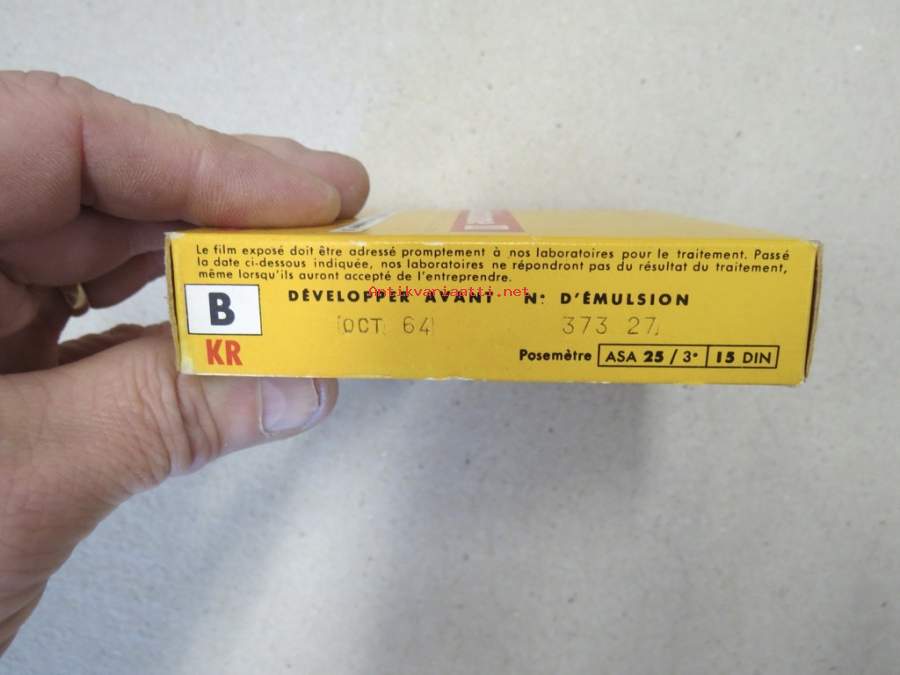 Le film exposé doit être adressé promptement à nos laboratoires pour le traitement. Passé
la date ci-dessous indiquée, nos laboratoires ne répondront pas du résultat du traitement,
même lorsqu'ils auront accepté de l'entreprendre.
Antikvariaatti.net
B
DÉVELOPPER AVANT N° D'ÉMULSION
OCT 64 373 27
KR
Posemètre ASA 25 / 3° 15 DIN